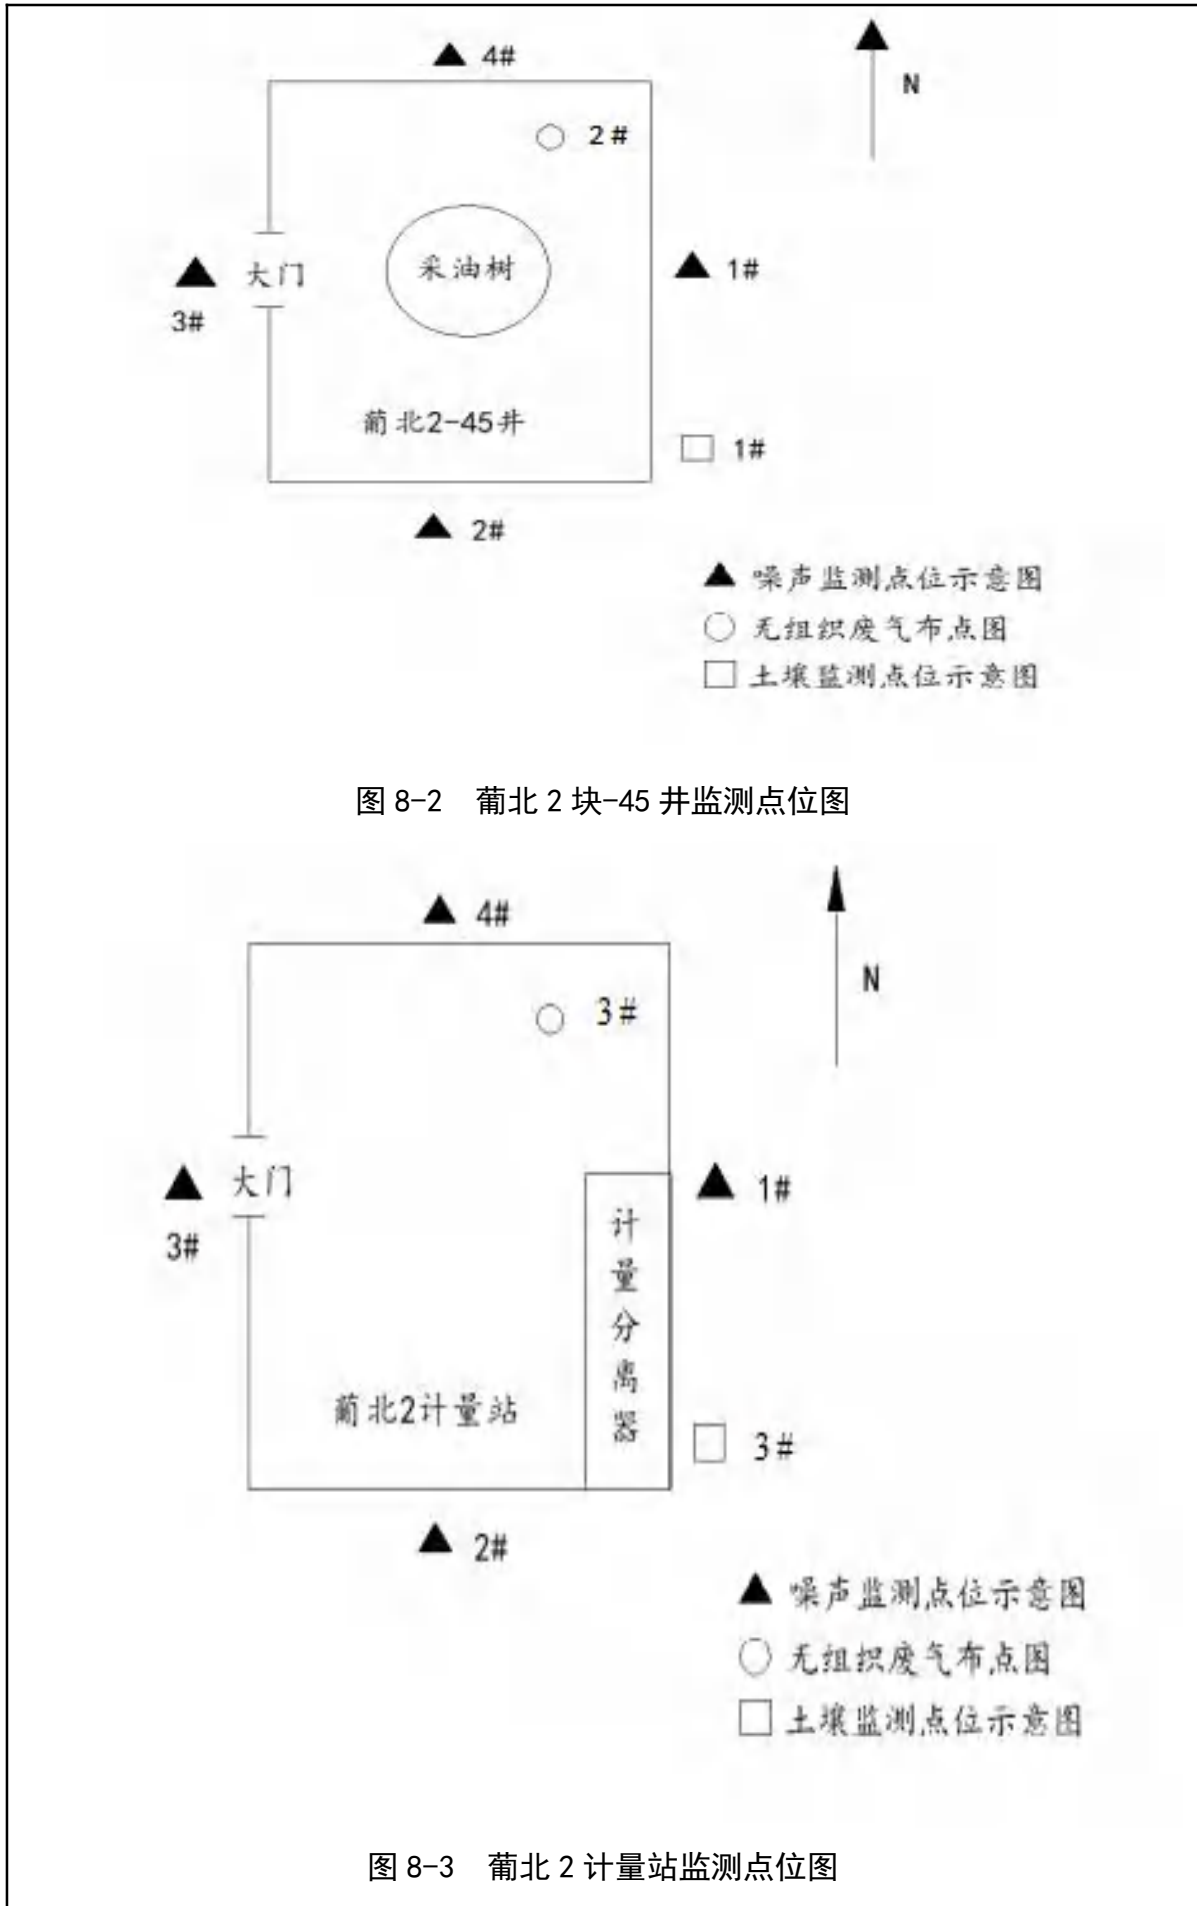 4#
N
2#
采油树
大门
1#
3#
葡北2-45井
1#
2#
噪声监测点位示意图
无组织废气布点图
土壤监测点位示意图
图 8-2 葡北 2 块-45 井监测点位图
4#
N
3#
大门
1#
3#
计量分离器
葡北2计量站
3#
2#
噪声监测点位示意图
无组织废气布点图
土壤监测点位示意图
图 8-3 葡北 2 计量站监测点位图